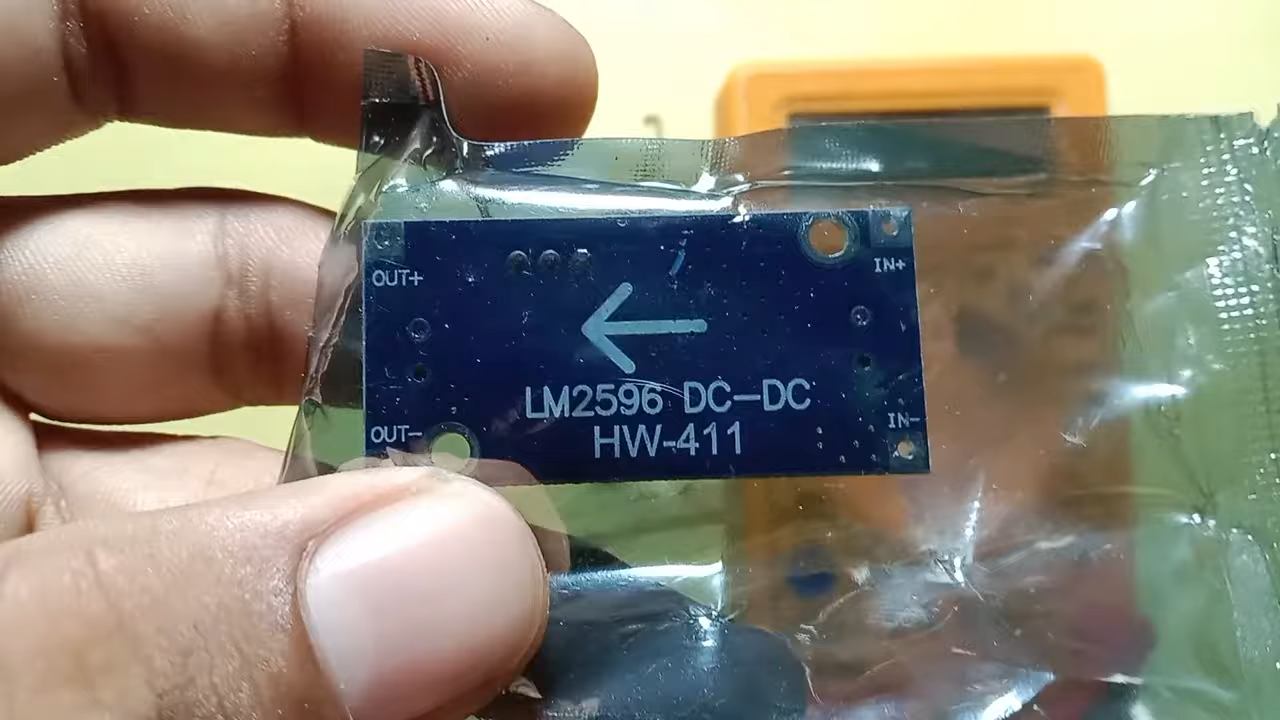 OUT+
IN+
LM2596 DC-DC
HW-411
OUT-
IN-